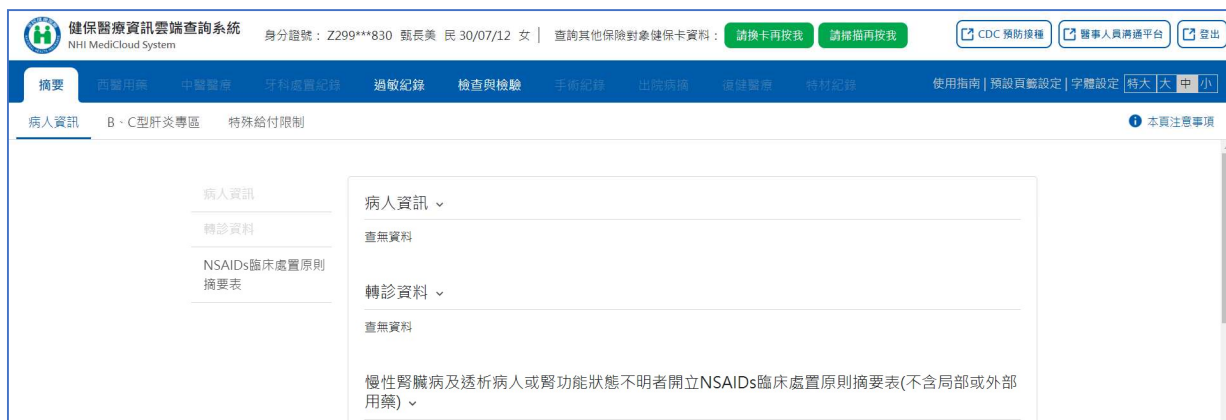 健保醫療資訊雲端查詢系統
NHI MediCloud System
身分證號：Z299***830 甄長美 民 30/07/12 女 | 查詢其他保險對象健保卡資料： 請換卡再按我 請掃描再按我
CDC 預防接種 醫事人員溝通平台 登出
摘要 西醫用藥 中醫醫療 牙科處置紀錄 過敏紀錄 檢查與檢驗 手術紀錄 出院病摘 復健醫療 特材紀錄 使用指南 | 預設頁籤設定 | 字體設定 特大 大 中 小
病人資訊 B、C型肝炎專區 特殊給付限制 本頁注意事項
病人資訊
轉診資料
NSAIDs臨床處置原則
摘要表
病人資訊
查無資料
轉診資料
查無資料
慢性腎臟病及透析病人或腎功能狀態不明者開立NSAIDs臨床處置原則摘要表(不含局部或外部
用藥)